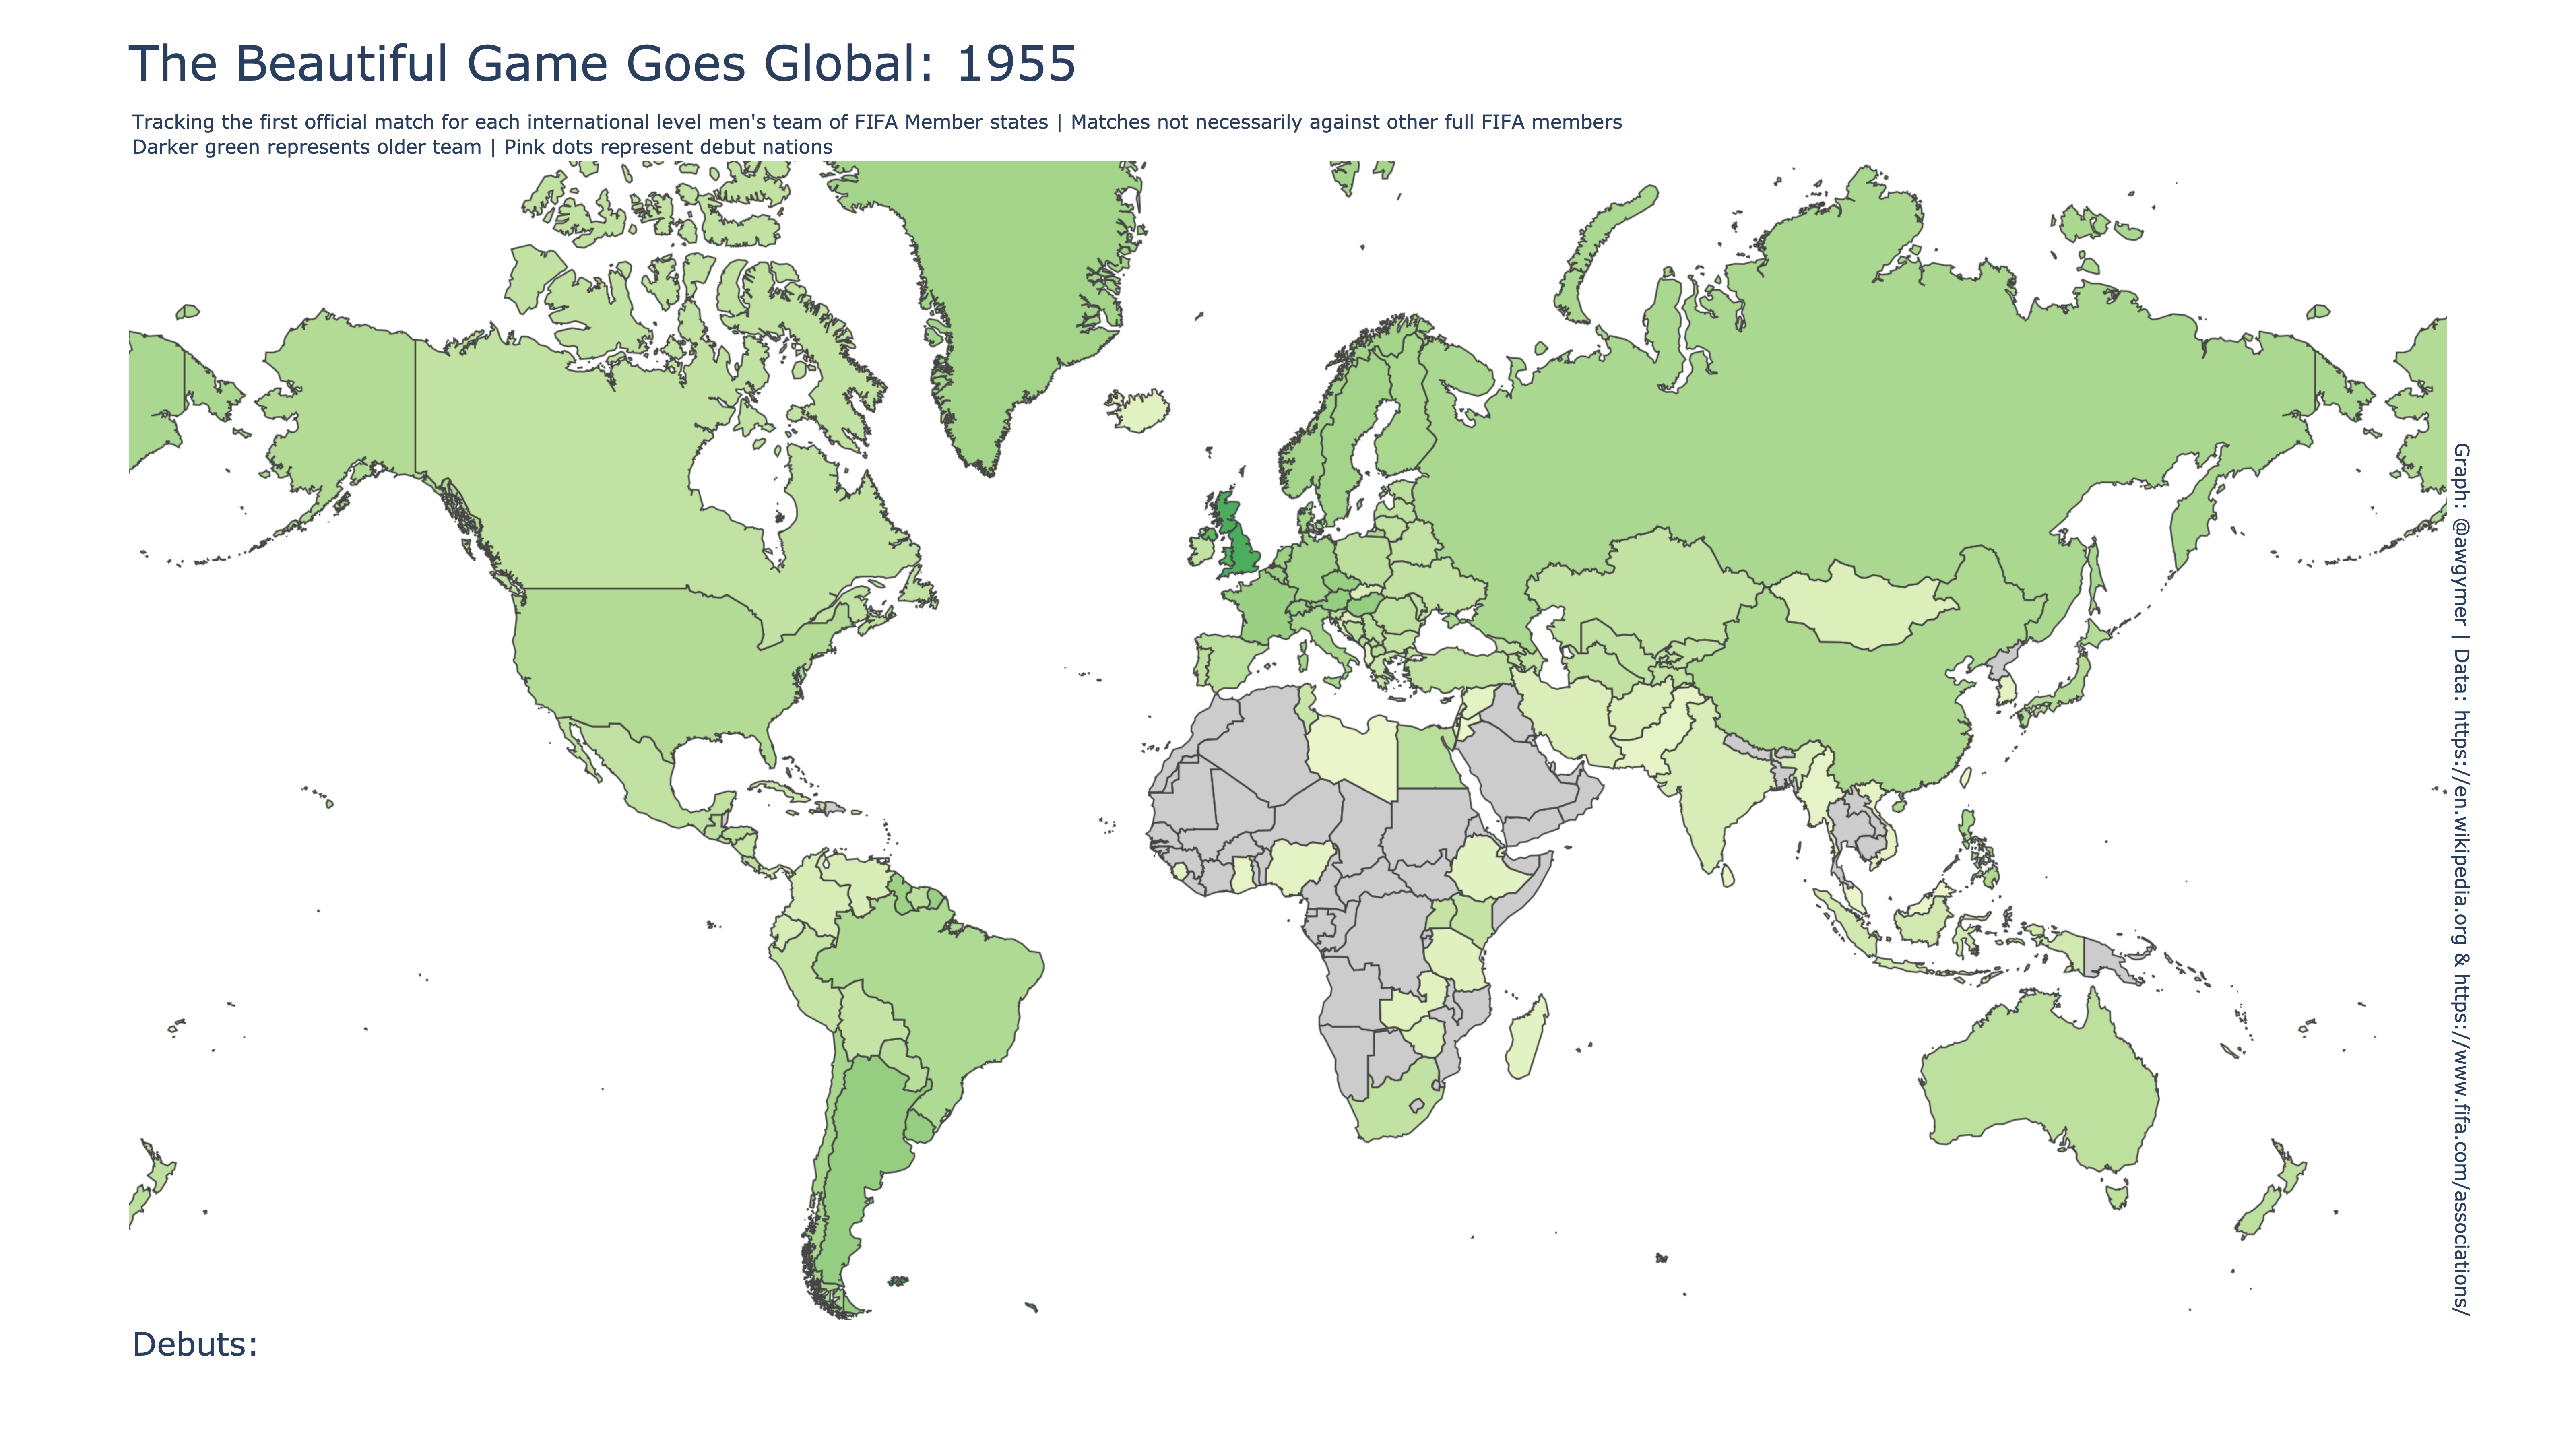 The Beautiful Game Goes Global: 1955
Tracking the first official match for each international level men's team of FIFA Member states | Matches not necessarily against other full FIFA members
Darker green represents older team | Pink dots represent debut nations
Graph: @awgymer | Data: https://en.wikipedia.org & https://www.fifa.com/associations/
Debuts: